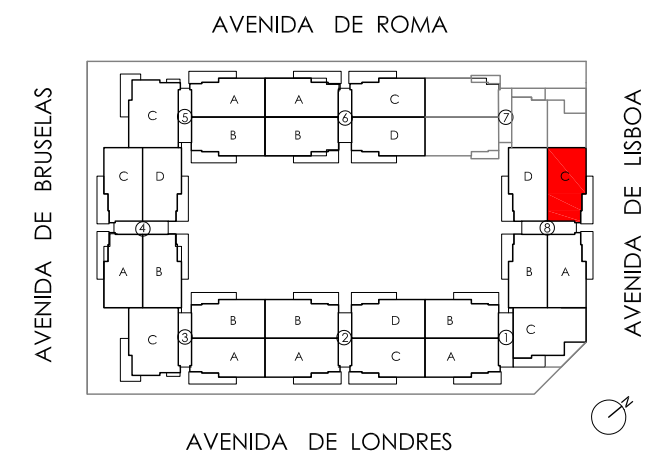 AVENIDA DE ROMA
AVENIDA DE BRUSELAS
AVENIDA DE LISBOA
A A C
C 5 6 7
B B D
C D D C
4 8
A B B A
B B D B
C 3 2 1 C
A A C A
N
AVENIDA DE LONDRES